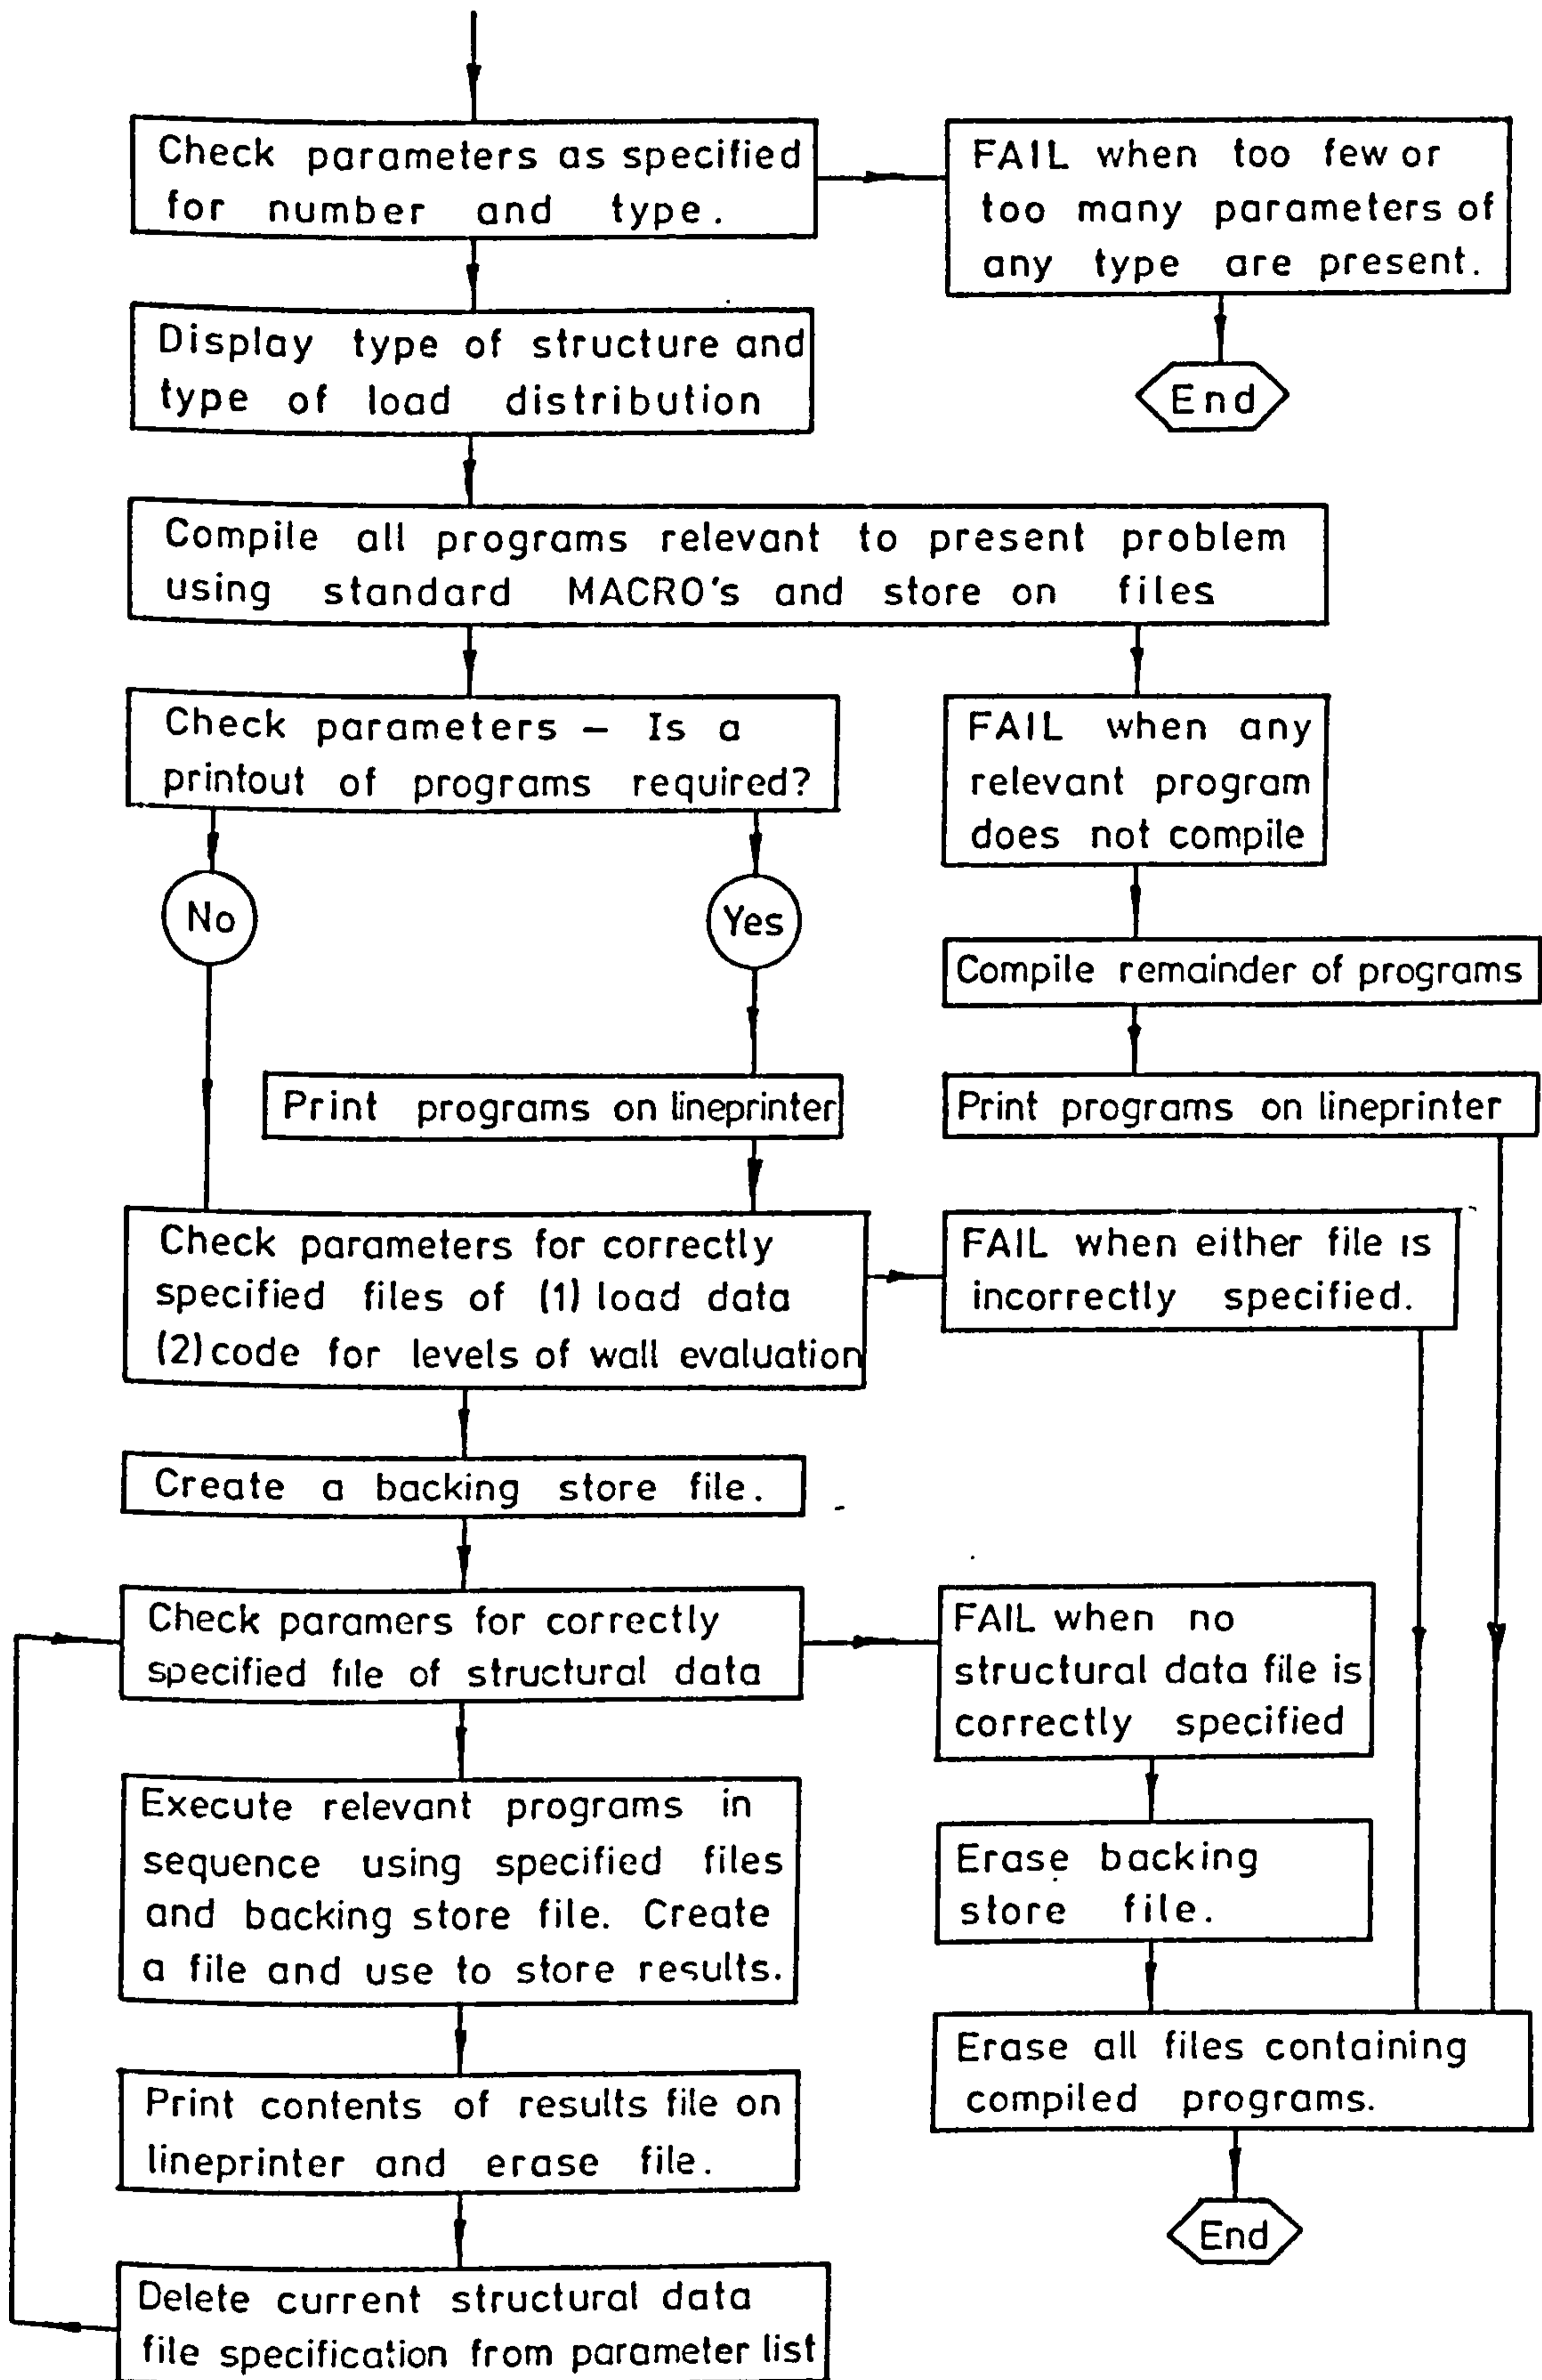 Check parameters as specified
for number and type.
FAIL when too few or
too many parameters of
any type are present.
Display type of structure and
type of load distribution
End
Compile all programs relevant to present problem
using standard MACRO's and store on files
Check parameters – Is a
printout of programs required?
FAIL when any
relevant program
does not compile
No
Yes
Compile remainder of programs
Print programs on lineprinter
Print programs on lineprinter
Check parameters for correctly
specified files of (1) load data
(2) code for levels of wall evaluation
FAIL when either file is
incorrectly specified.
Create a backing store file.
Check paramers for correctly
specified file of structural data
FAIL when no
structural data file is
correctly specified
Execute relevant programs in
sequence using specified files
and backing store file. Create
a file and use to store results.
Erase backing
store file.
Erase all files containing
compiled programs.
Print contents of results file on
lineprinter and erase file.
End
Delete current structural data
file specification from parameter list